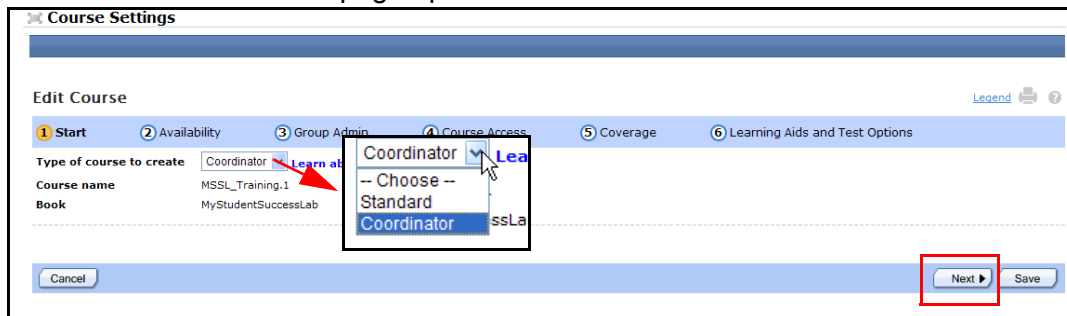 Course Settings
Edit Course
Legend
1 Start 2 Availability 3 Group Admin 4 Course Access 5 Coverage 6 Learning Aids and Test Options
Type of course to create Coordinator Learn ab
Course name MSSL_Training.1
Book MyStudentSuccessLab
Coordinator Lea
-- Choose --
Standard
Coordinator ssLa
Cancel Next Save